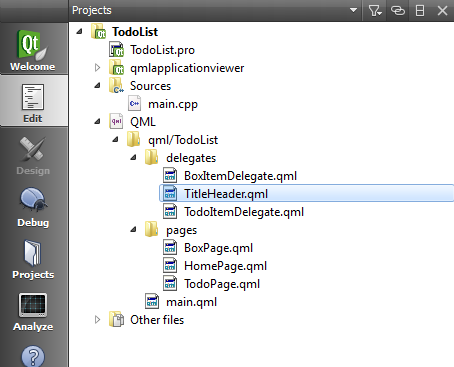 Projects
TodoList
TodoList.pro
qmlapplicationviewer
Sources
main.cpp
QML
qml/TodoList
delegates
BoxItemDelegate.qml
TitleHeader.qml
TodoItemDelegate.qml
pages
BoxPage.qml
HomePage.qml
TodoPage.qml
main.qml
Other files
Qt
Welcome
Edit
Design
Debug
Projects
Analyze